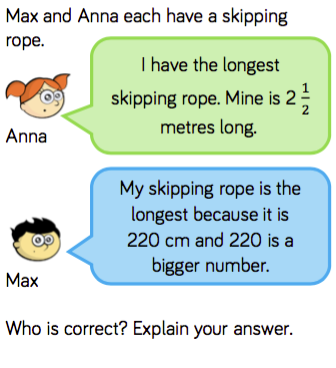 Max and Anna each have a skipping
rope.
I have the longest
skipping rope. Mine is 2 1/2
metres long.
Anna
My skipping rope is the
longest because it is
220 cm and 220 is a
bigger number.
Max
Who is correct? Explain your answer.